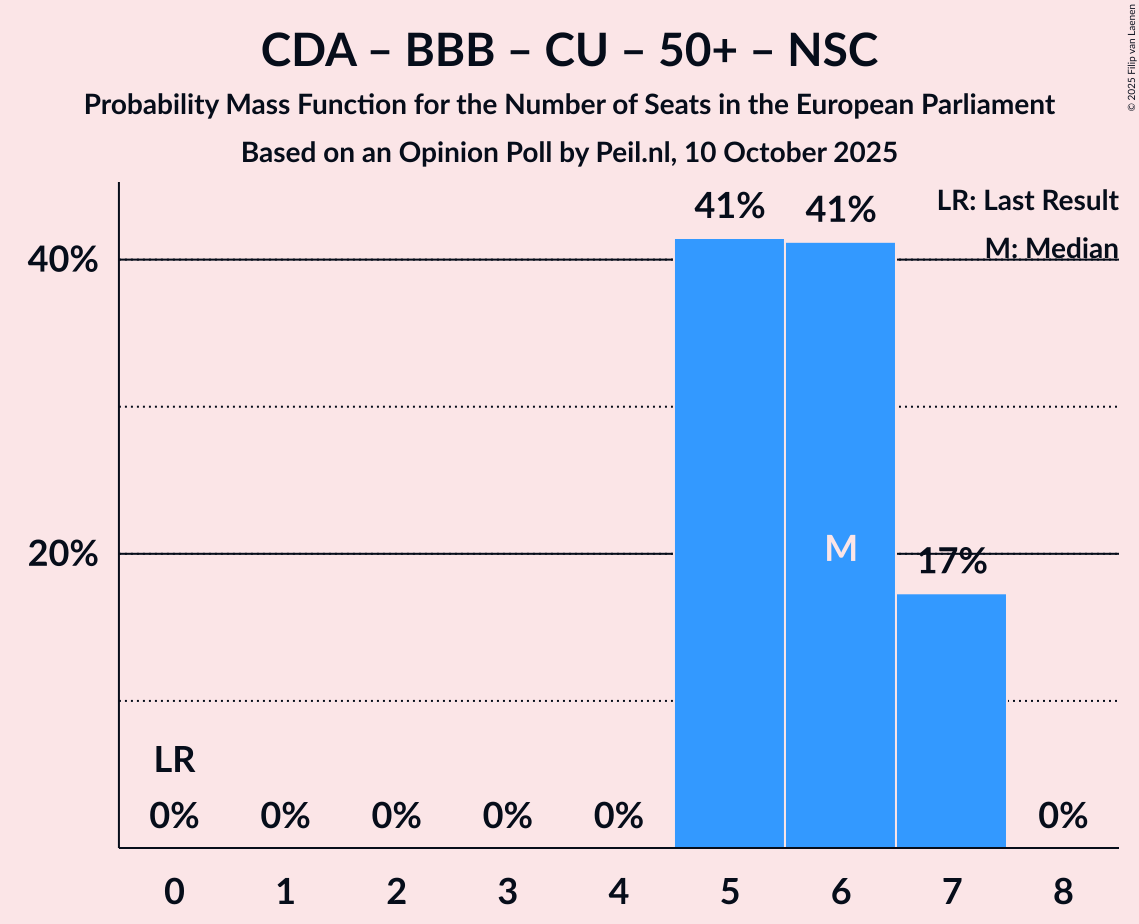 CDA – BBB – CU – 50+ – NSC
Probability Mass Function for the Number of Seats in the European Parliament
Based on an Opinion Poll by Peil.nl, 10 October 2025
© 2025 Filip van Laenen
LR: Last Result
M: Median
41%
41%
40%
M
20%
17%
LR
0%
0%
0%
0%
0%
0%
0
1
2
3
4
5
6
7
8